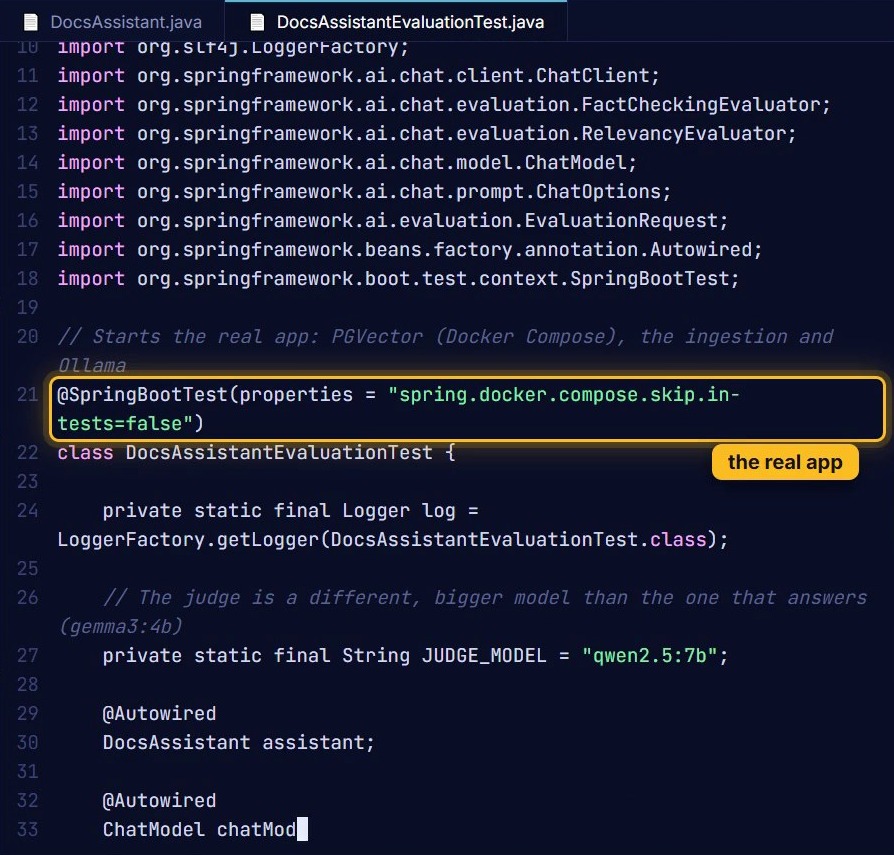 DocsAssistant.java
DocsAssistantEvaluationTest.java
10 import org.slf4j.LoggerFactory;
11 import org.springframework.ai.chat.client.ChatClient;
12 import org.springframework.ai.chat.evaluation.FactCheckingEvaluator;
13 import org.springframework.ai.chat.evaluation.RelevancyEvaluator;
14 import org.springframework.ai.chat.model.ChatModel;
15 import org.springframework.ai.chat.prompt.ChatOptions;
16 import org.springframework.ai.evaluation.EvaluationRequest;
17 import org.springframework.beans.factory.annotation.Autowired;
18 import org.springframework.boot.test.context.SpringBootTest;
19
20 // Starts the real app: PGVector (Docker Compose), the ingestion and
Ollama
21 @SpringBootTest(properties = "spring.docker.compose.skip.in-
tests=false")
22 class DocsAssistantEvaluationTest {
the real app
23
24 private static final Logger log =
LoggerFactory.getLogger(DocsAssistantEvaluationTest.class);
25
26 // The judge is a different, bigger model than the one that answers
(gemma3:4b)
27 private static final String JUDGE_MODEL = "qwen2.5:7b";
28
29 @Autowired
30 DocsAssistant assistant;
31
32 @Autowired
33 ChatModel chatMod